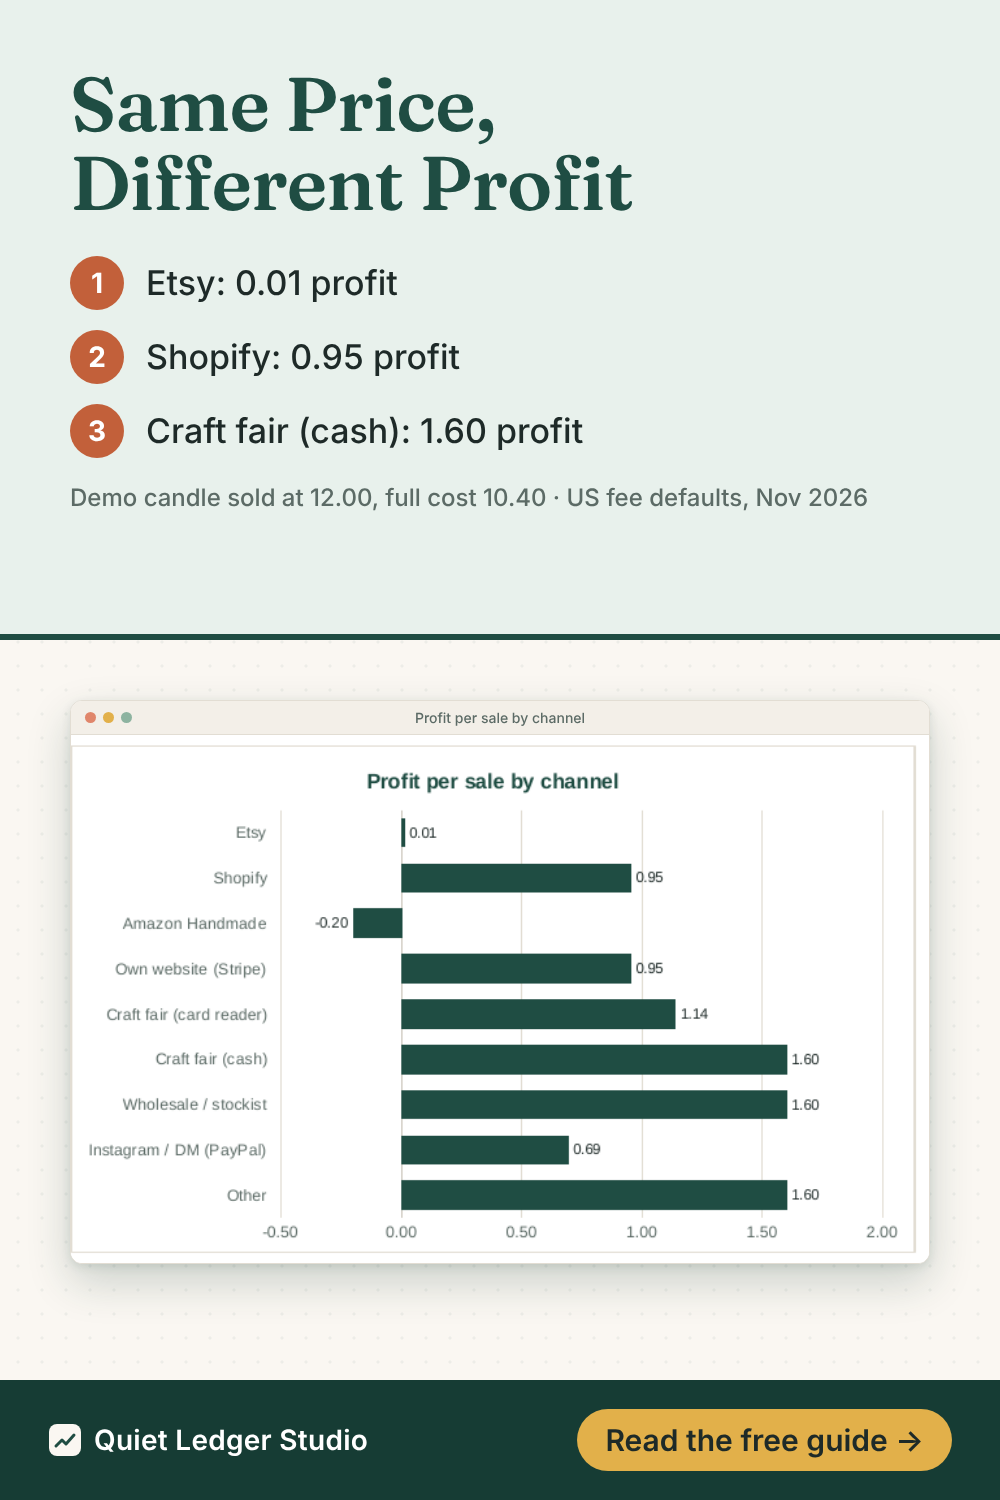 Same Price,
Different Profit
1 Etsy: 0.01 profit
2 Shopify: 0.95 profit
3 Craft fair (cash): 1.60 profit
Demo candle sold at 12.00, full cost 10.40 · US fee defaults, Nov 2026
Profit per sale by channel
Profit per sale by channel
Etsy 0.01
Shopify 0.95
Amazon Handmade -0.20
Own website (Stripe) 0.95
Craft fair (card reader) 1.14
Craft fair (cash) 1.60
Wholesale / stockist 1.60
Instagram / DM (PayPal) 0.69
Other 1.60
-0.50 0.00 0.50 1.00 1.50 2.00
Quiet Ledger Studio
Read the free guide →